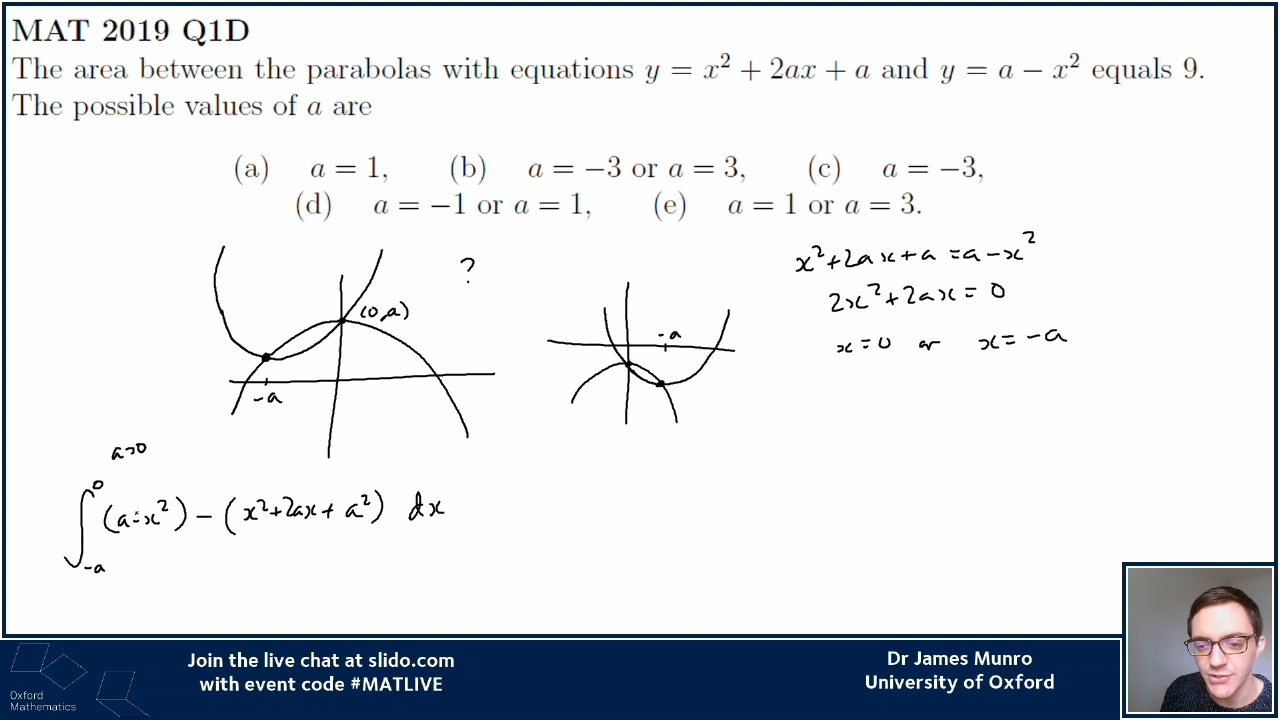 MAT 2019 Q1D
The area between the parabolas with equations y = x² + 2ax + a and y = a − x² equals 9.
The possible values of a are
(a) a = 1, (b) a = −3 or a = 3, (c) a = −3,
(d) a = −1 or a = 1, (e) a = 1 or a = 3.
?
(0,a)
-a
-a
x²+2ax+a =a-x²
2x²+2ax = 0
x=0 or x=-a
a>0
∫₋ₐ⁰ (a-x²) - (x²+2ax+a²) dx
Oxford
Mathematics
Join the live chat at slido.com
with event code #MATLIVE
Dr James Munro
University of Oxford